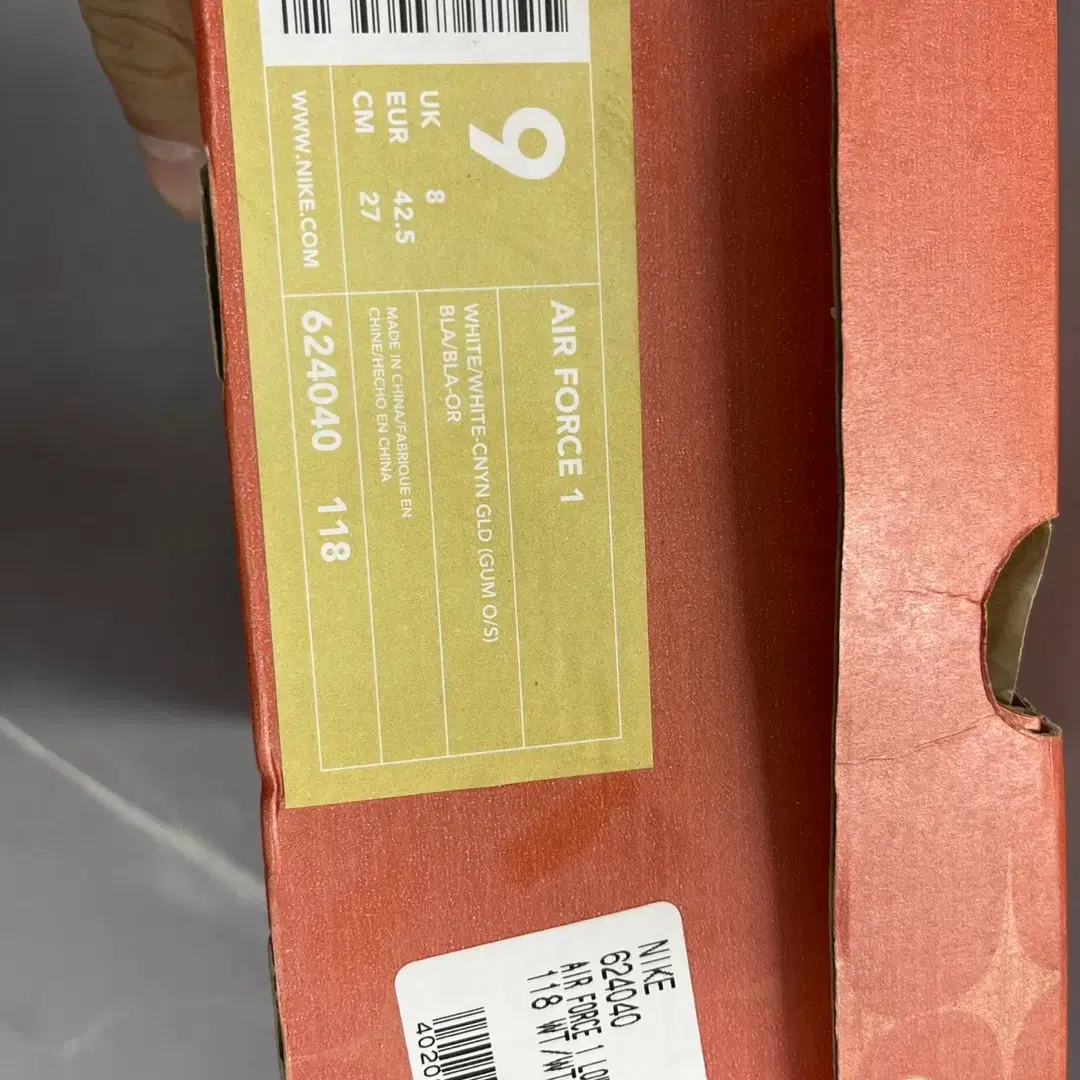 9
UK 8
EUR 42.5
CM 27
WWW.NIKE.COM
AIR FORCE 1
WHITE/WHITE-CNYN GLD (GUM O/S)
BLA/BLA-OR
MADE IN CHINA/FABRIQUE EN
CHINE/HECHO EN CHINA
624040 118
NIKE
624040
AIR FORCE 1
118 WT/WT
4020